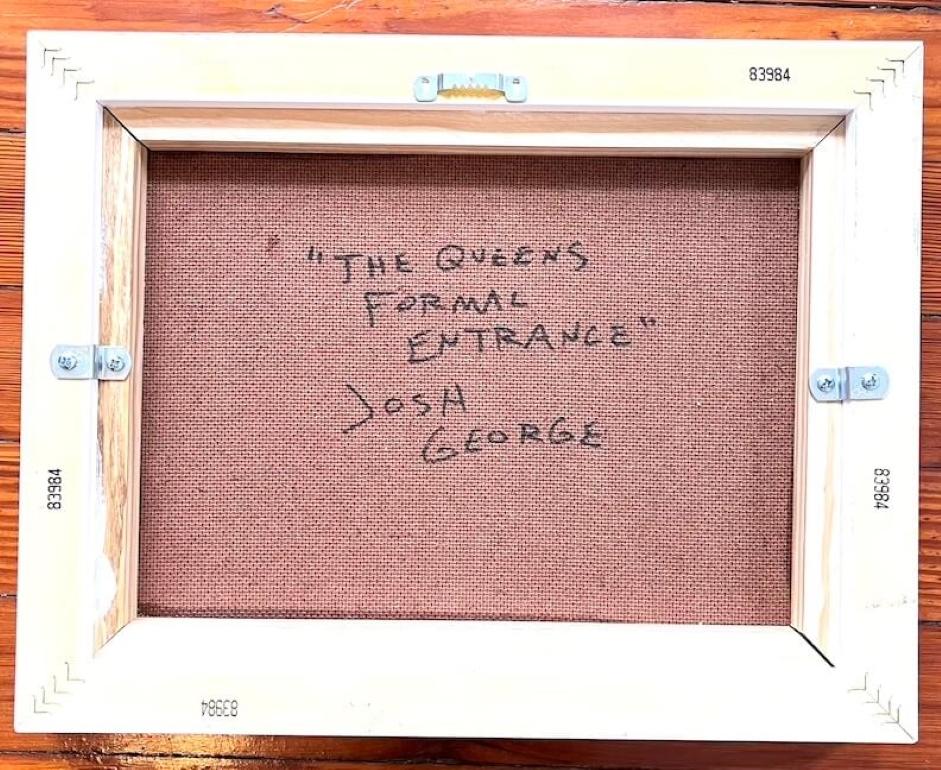 83984
"THE QUEENS
FORMAL
ENTRANCE"
JOSH
GEORGE
83984
83984
83984